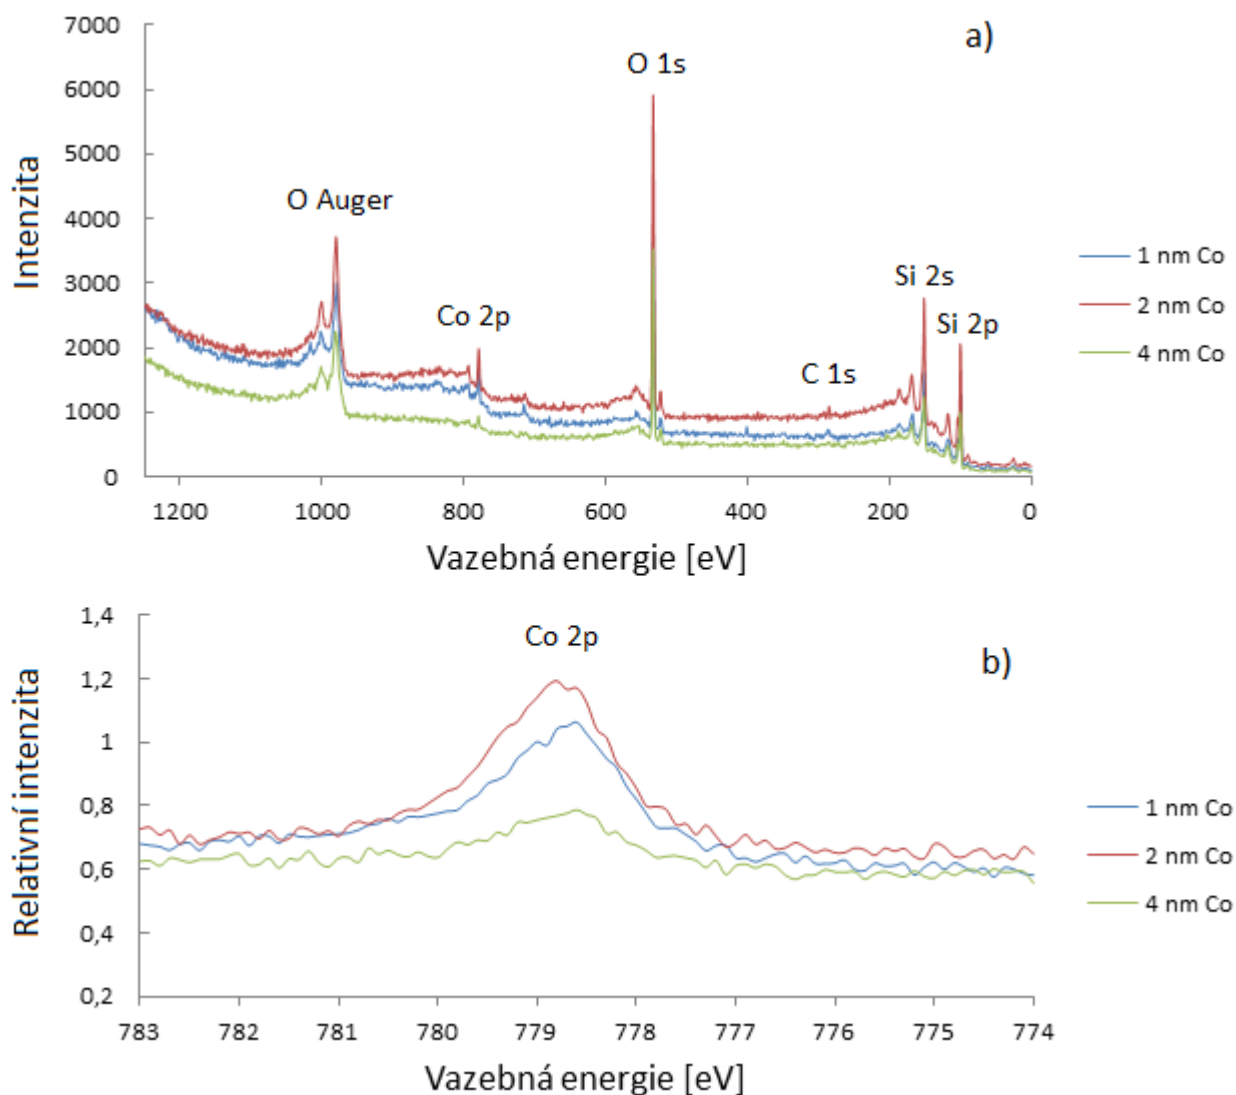 7000
a)
O 1s
6000
5000
Intenzita
O Auger
4000
1 nm Co
Si 2s
3000
2 nm Co
Co 2p
Si 2p
4 nm Co
2000
C 1s
1000
0
1200 1000 800 600 400 200 0
Vazebná energie [eV]
1,4
Co 2p
b)
1,2
Relativní intenzita
1
0,8
1 nm Co
2 nm Co
0,6
4 nm Co
0,4
0,2
783 782 781 780 779 778 777 776 775 774
Vazebná energie [eV]